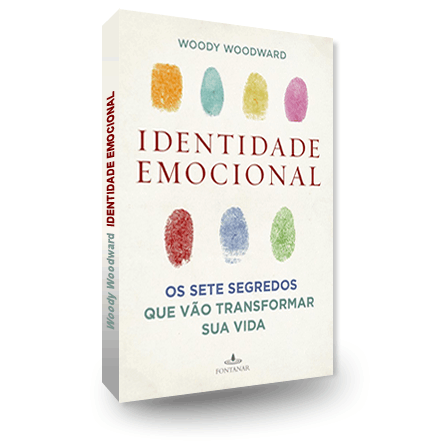 WOODY WOODWARD
IDENTIDADE
EMOCIONAL
OS SETE SEGREDOS
QUE VÃO TRANSFORMAR
SUA VIDA
FONTANAR
Woody Woodward IDENTIDADE EMOCIONAL